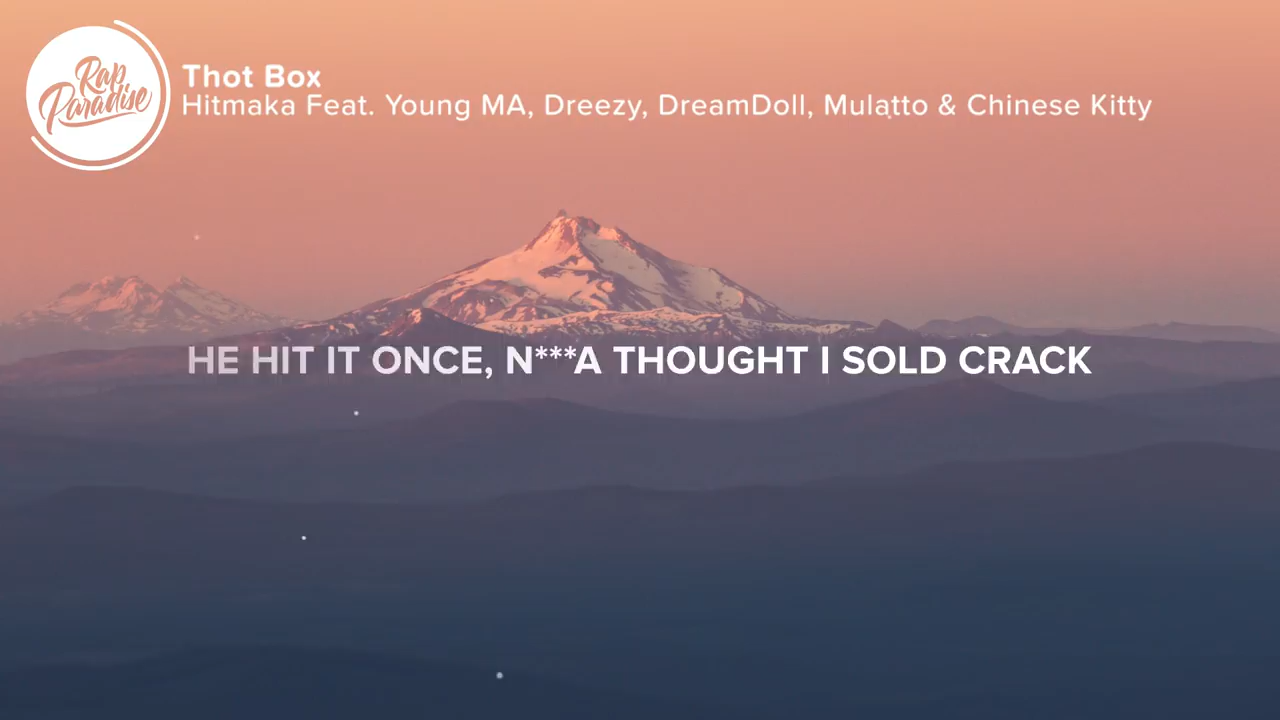 Rap
Paradise
Thot Box
Hitmaka Feat. Young MA, Dreezy, DreamDoll, Mulatto & Chinese Kitty
HE HIT IT ONCE, N***A THOUGHT I SOLD CRACK